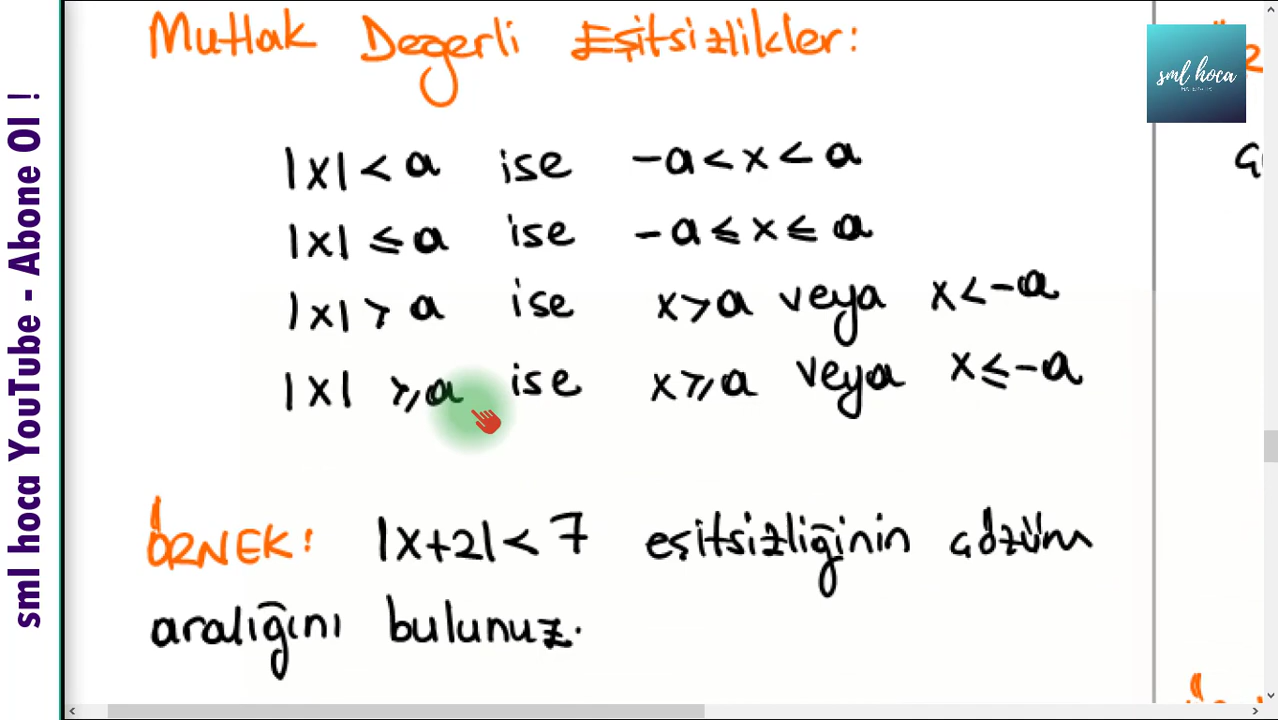 Mutlak Değerli Eşitsizlikler:
sml hoca
|x| < a ise -a < x < a
|x| ≤ a ise -a ≤ x ≤ a
|x| > a ise x > a veya x < -a
|x| ⩾ a ise x ⩾ a veya x ≤ -a
ÖRNEK: |x+2| < 7 eşitsizliğinin çözüm
aralığını bulunuz.
sml hoca YouTube - Abone Ol !